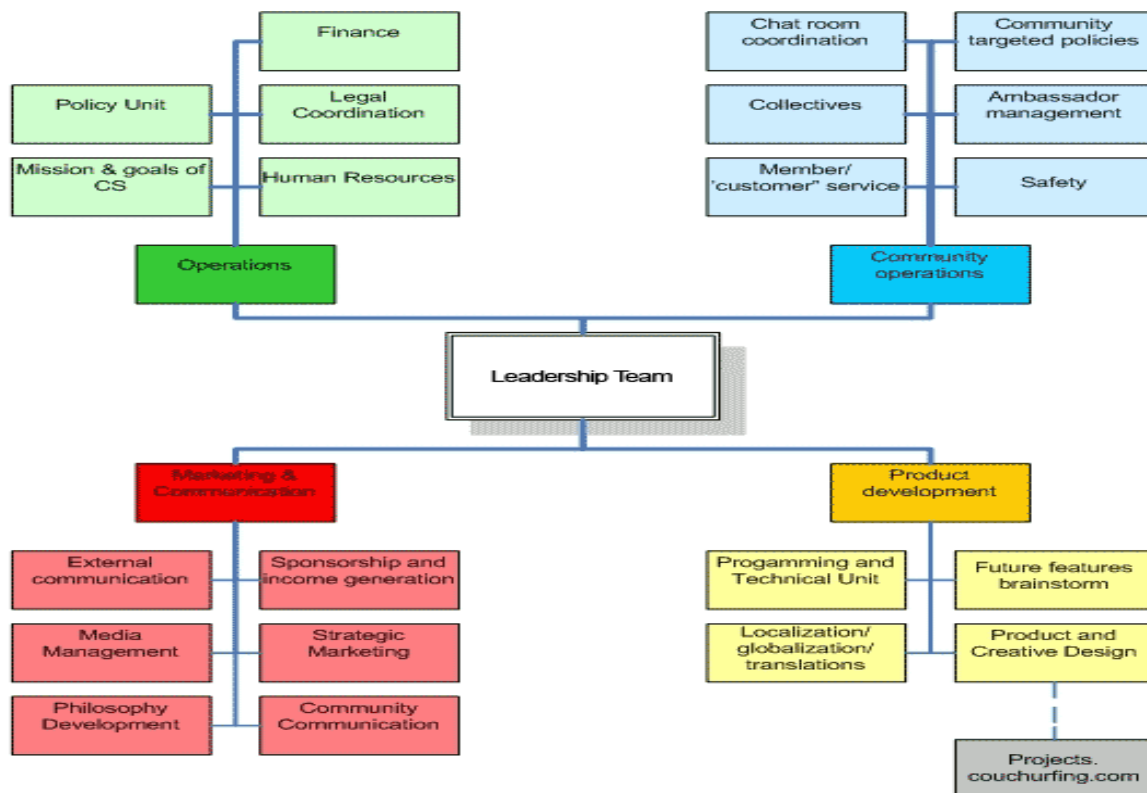 Finance
Policy Unit
Legal
Coordination
Mission & goals of
CS
Human Resources
Operations
Chat room
coordination
Community
targeted policies
Collectives
Ambassador
management
Member/
'customer" service
Safety
Community
operations
Leadership Team
Marketing &
Communication
External
communication
Sponsorship and
income generation
Media
Management
Strategic
Marketing
Philosophy
Development
Community
Communication
Product
development
Progamming and
Technical Unit
Future features
brainstorm
Localization/
globalization/
translations
Product and
Creative Design
Projects.
couchurfing.com